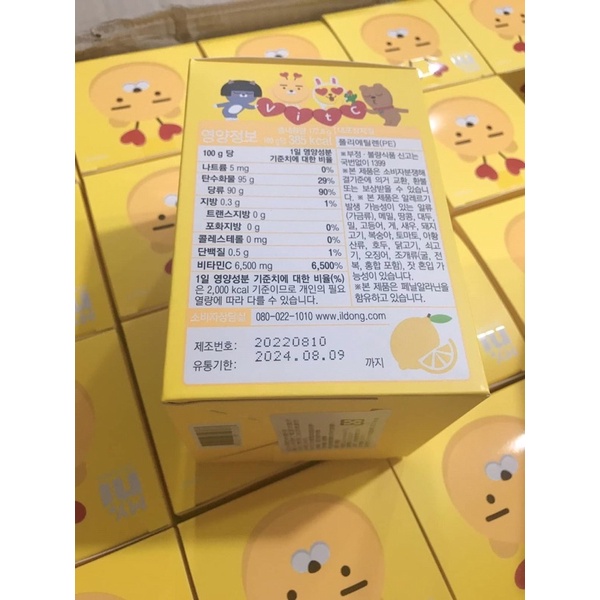 VitC
영양정보
385 kcal
100 g 당
1일 영양성분
기준치에 대한 비율
나트륨 5 mg 0%
탄수화물 95 g 29%
당류 90 g 90%
지방 0.3 g 1%
트랜스지방 0 g
포화지방 0 g 0%
콜레스테롤 0 mg 0%
단백질 0.5 g 1%
비타민C 6,500 mg 6,500%
1일 영양성분 기준치에 대한 비율(%)
은 2,000 kcal 기준이므로 개인의 필요
열량에 따라 다를 수 있습니다.
폴리에틸렌(PE)
※부정·불량식품 신고는
국번없이 1399
※본 제품은 소비자분쟁해
결기준에 의거 교환, 환불
또는 보상받을 수 있습니
다. ※본 제품은 알레르기
발생 가능성이 있는 알류
(가금류), 메밀, 땅콩, 대두,
밀, 고등어, 게, 새우, 돼지
고기, 복숭아, 토마토, 아황
산류, 호두, 닭고기, 쇠고
기, 오징어, 조개류(굴, 전
복, 홍합 포함), 잣 혼입 가
능성이 있습니다.
※본 제품은 페닐알라닌을
함유하고 있습니다.
소비자상담실 080-022-1010 www.ildong.com
제조번호: 20220810
유통기한: 2024.08.09 까지